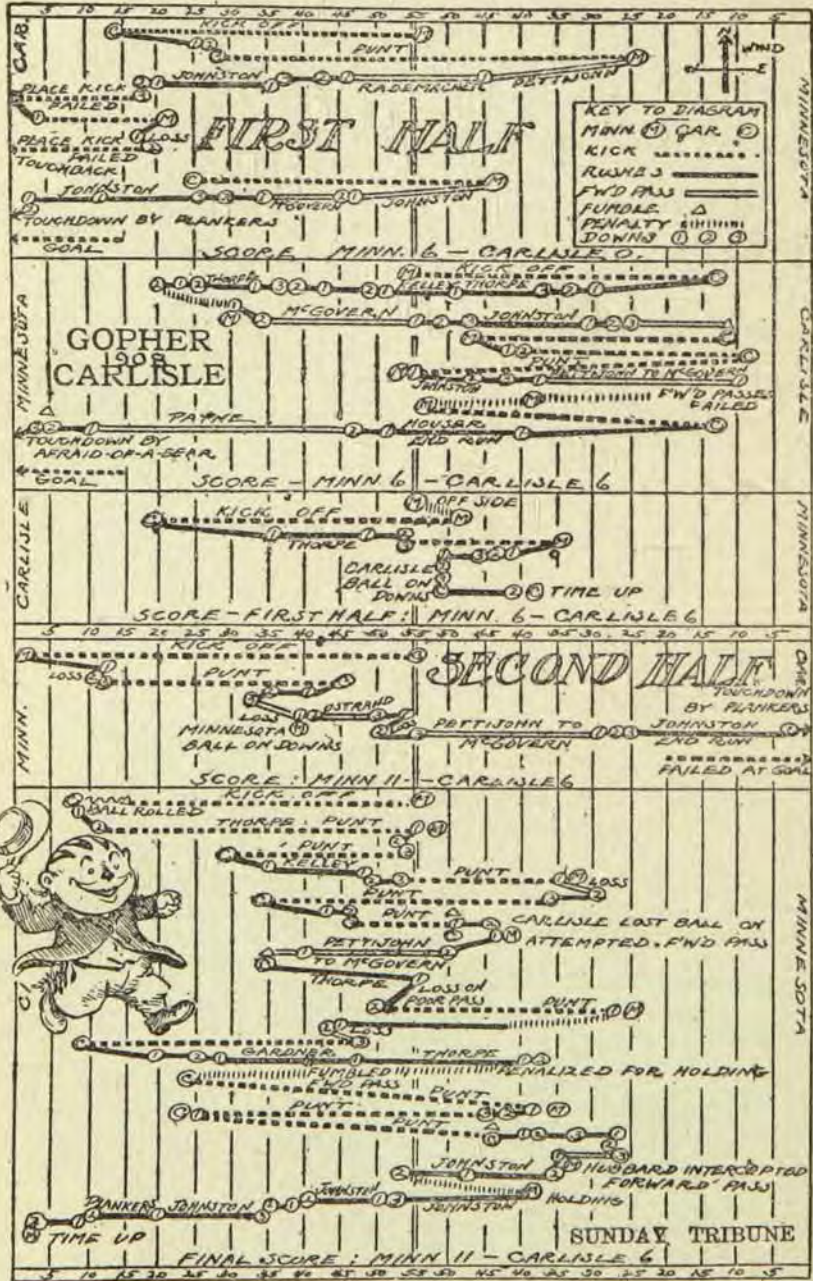 5 10 15 20 25 30 35 40 45 50 55 50 45 40 35 30 25 20 15 10 5
CAR.
KICK OFF
PUNT
JOHNSTON
RADEMACHER
PETTIJOHN
PLACE KICK
FAILED
LOSS
PLACE KICK
FAILED
TOUCHBACK
FIRST HALF
WIND
N
E
MINNESOTA
KEY TO DIAGRAM
MINN. M CAR. C
KICK
RUSHES
FWD PASS
FUMBLE
PENALTY
DOWNS 1 2 3
JOHNSTON
McGOVERN
JOHNSTON
TOUCHDOWN BY PLANKERS
GOAL
SCORE MINN. 6 - CARLISLE 0.
MINNESOTA
KICK OFF
THORPE
KELLEY
THORPE
McGOVERN
JOHNSTON
GOPHER
1908
CARLISLE
CARLISLE
PUNT
PETTIJOHN TO McGOVERN
JOHNSTON
F'W'D PASSES
FAILED
PAYNE
HOUSER
END RUN
TOUCHDOWN BY
AFRAID-OF-A-BEAR
GOAL
SCORE - MINN. 6 - CARLISLE 6
CARLISLE
MINNESOTA
OFF SIDE
KICK OFF
THORPE
CARLISLE
BALL ON
DOWNS
TIME UP
SCORE - FIRST HALF: MINN. 6 - CARLISLE 6
5 10 15 20 25 30 35 40 45 50 55 50 45 40 35 30 25 20 15 10 5
MINN.
CAR.
KICK OFF
LOSS
PUNT
SECOND HALF
TOUCHDOWN
BY PLANKERS
OSTRAND
LOSS
MINNESOTA
BALL ON DOWNS
PETTIJOHN TO
McGOVERN
JOHNSTON
END RUN
SCORE: MINN 11 - CARLISLE 6
FAILED AT GOAL
KICK OFF
BALL ROLLED
THORPE PUNT
PUNT
KELLEY
PUNT
LOSS
PUNT
PUNT
CARLISLE LOST BALL ON
ATTEMPTED F'W'D PASS
PETTIJOHN
TO McGOVERN
THORPE
LOSS ON
POOR PASS
PUNT
LOSS
MINNESOTA
GARDNER
THORPE
FUMBLED
PENALIZED FOR HOLDING
FWD PASS
PUNT
PUNT
PUNT
JOHNSTON
HUBBARD INTERCEPTED
FORWARD PASS
PLANKERS
JOHNSTON
JOHNSTON
JOHNSTON
HOLDING
TIME UP
SUNDAY TRIBUNE
FINAL SCORE: MINN 11 - CARLISLE 6
5 10 15 20 25 30 35 40 45 50 55 50 45 40 35 30 25 20 15 10 5